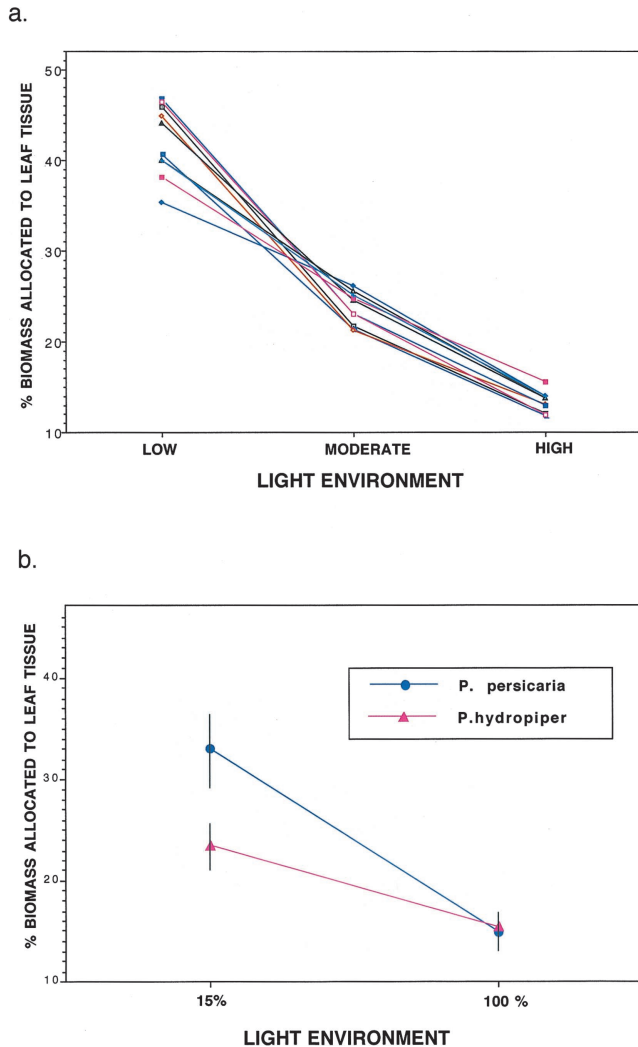 a.
% BIOMASS ALLOCATED TO LEAF TISSUE
50
40
30
20
10
LOW
MODERATE
HIGH
LIGHT ENVIRONMENT
b.
% BIOMASS ALLOCATED TO LEAF TISSUE
40
30
20
10
P. persicaria
P.hydropiper
15%
100 %
LIGHT ENVIRONMENT